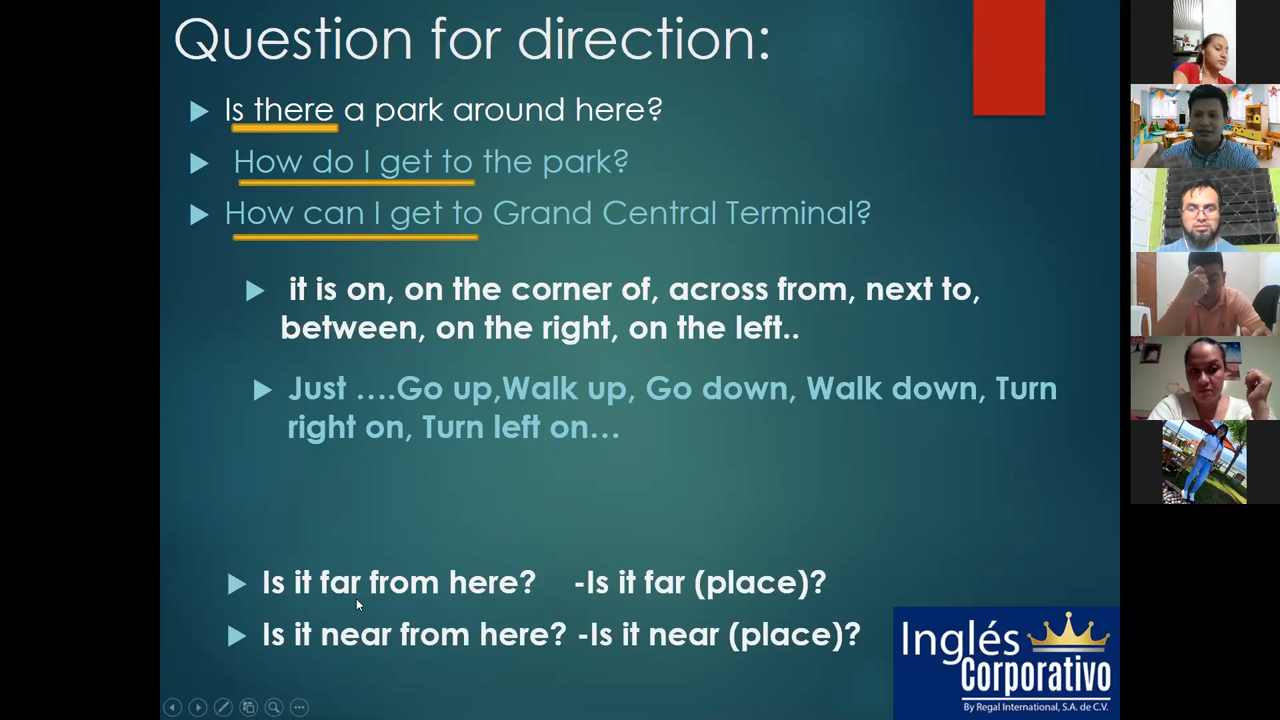 Question for direction:
Is there a park around here?
How do I get to the park?
How can I get to Grand Central Terminal?
it is on, on the corner of, across from, next to,
between, on the right, on the left..
Just ….Go up,Walk up, Go down, Walk down, Turn
right on, Turn left on…
Is it far from here? -Is it far (place)?
Is it near from here? -Is it near (place)?
Inglés
Corporativo
By Regal International, S.A. de C.V.